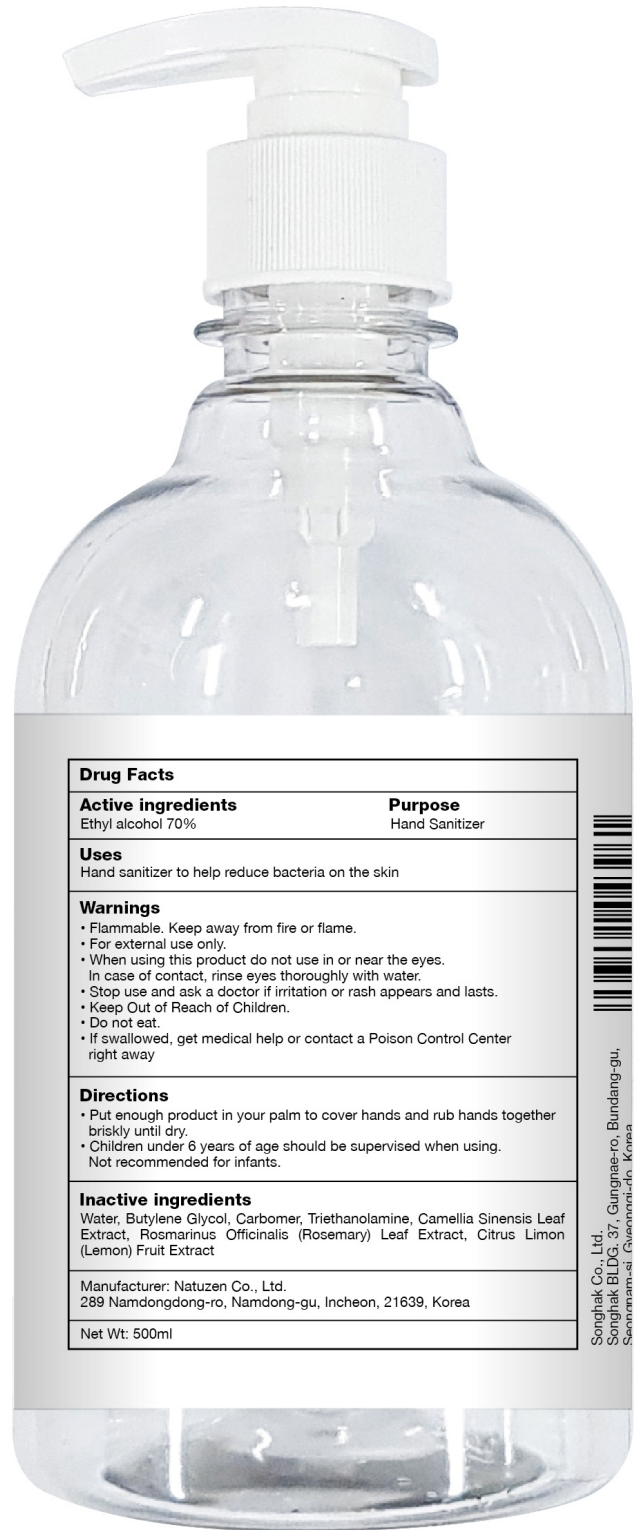 Drug Facts
Active ingredients Purpose
Ethyl alcohol 70% Hand Sanitizer
Uses
Hand sanitizer to help reduce bacteria on the skin
Warnings
• Flammable. Keep away from fire or flame.
• For external use only.
• When using this product do not use in or near the eyes.
In case of contact, rinse eyes thoroughly with water.
• Stop use and ask a doctor if irritation or rash appears and lasts.
• Keep Out of Reach of Children.
• Do not eat.
• If swallowed, get medical help or contact a Poison Control Center
right away
Directions
• Put enough product in your palm to cover hands and rub hands together
briskly until dry.
• Children under 6 years of age should be supervised when using.
Not recommended for infants.
Inactive ingredients
Water, Butylene Glycol, Carbomer, Triethanolamine, Camellia Sinensis Leaf
Extract, Rosmarinus Officinalis (Rosemary) Leaf Extract, Citrus Limon
(Lemon) Fruit Extract
Manufacturer: Natuzen Co., Ltd.
289 Namdongdong-ro, Namdong-gu, Incheon, 21639, Korea
Net Wt: 500ml
Songhak Co., Ltd.
Songhak BLDG. 37, Gungnae-ro, Bundang-gu,
Seongnam-si, Gyeonggi-do, Korea